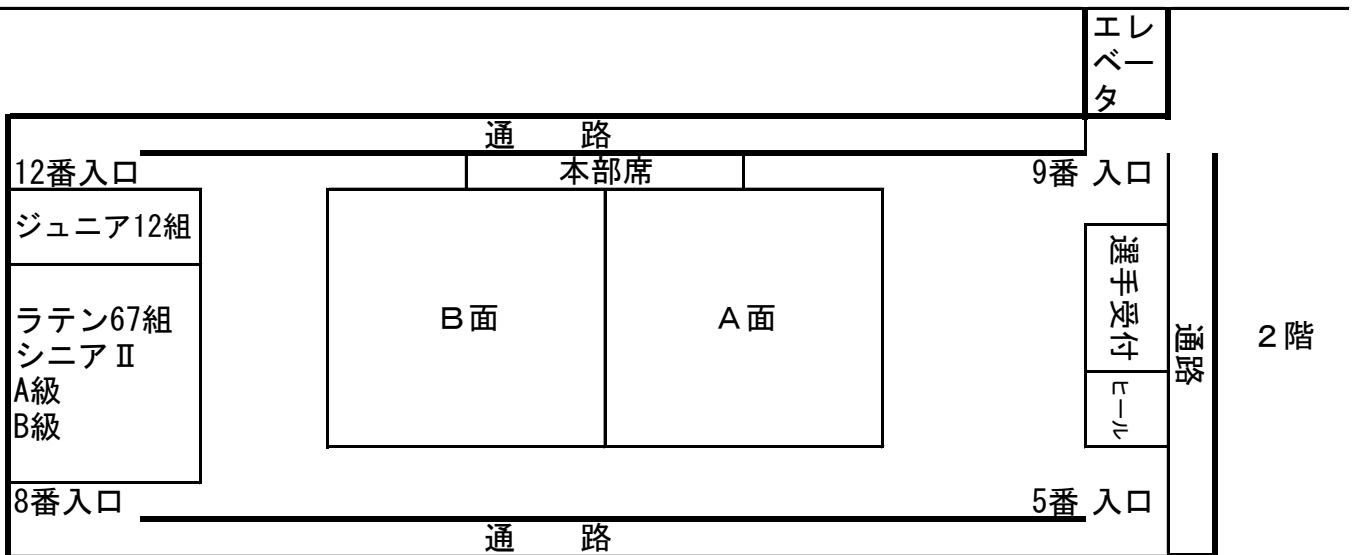 エレ
ベー
タ
通　　路
12番入口
本部席
9番 入口
ジュニア12組
選手受付
ラテン67組
シニアⅡ
A級
B級
Ｂ面
Ａ面
通路
２階
ヒール
8番入口
5番 入口
通　　路